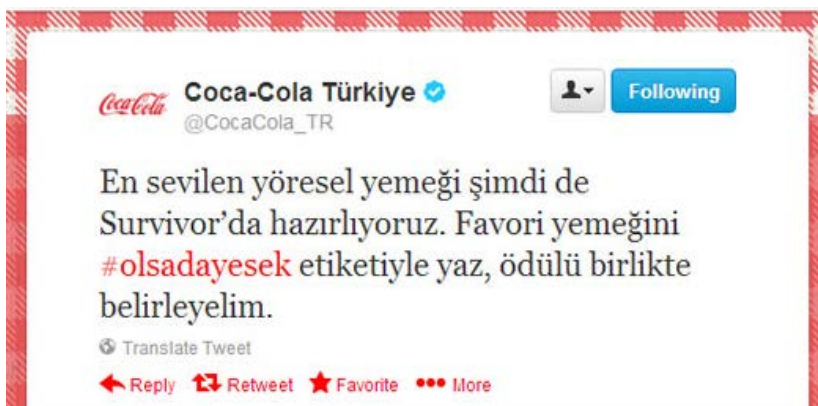 Coca-Cola Coca-Cola Türkiye
Following
@CocaCola_TR
En sevilen yöresel yemeği şimdi de
Survivor'da hazırlıyoruz. Favori yemeğini
#olsadayesek etiketiyle yaz, ödülü birlikte
belirleyelim.
Translate Tweet
Reply Retweet Favorite More